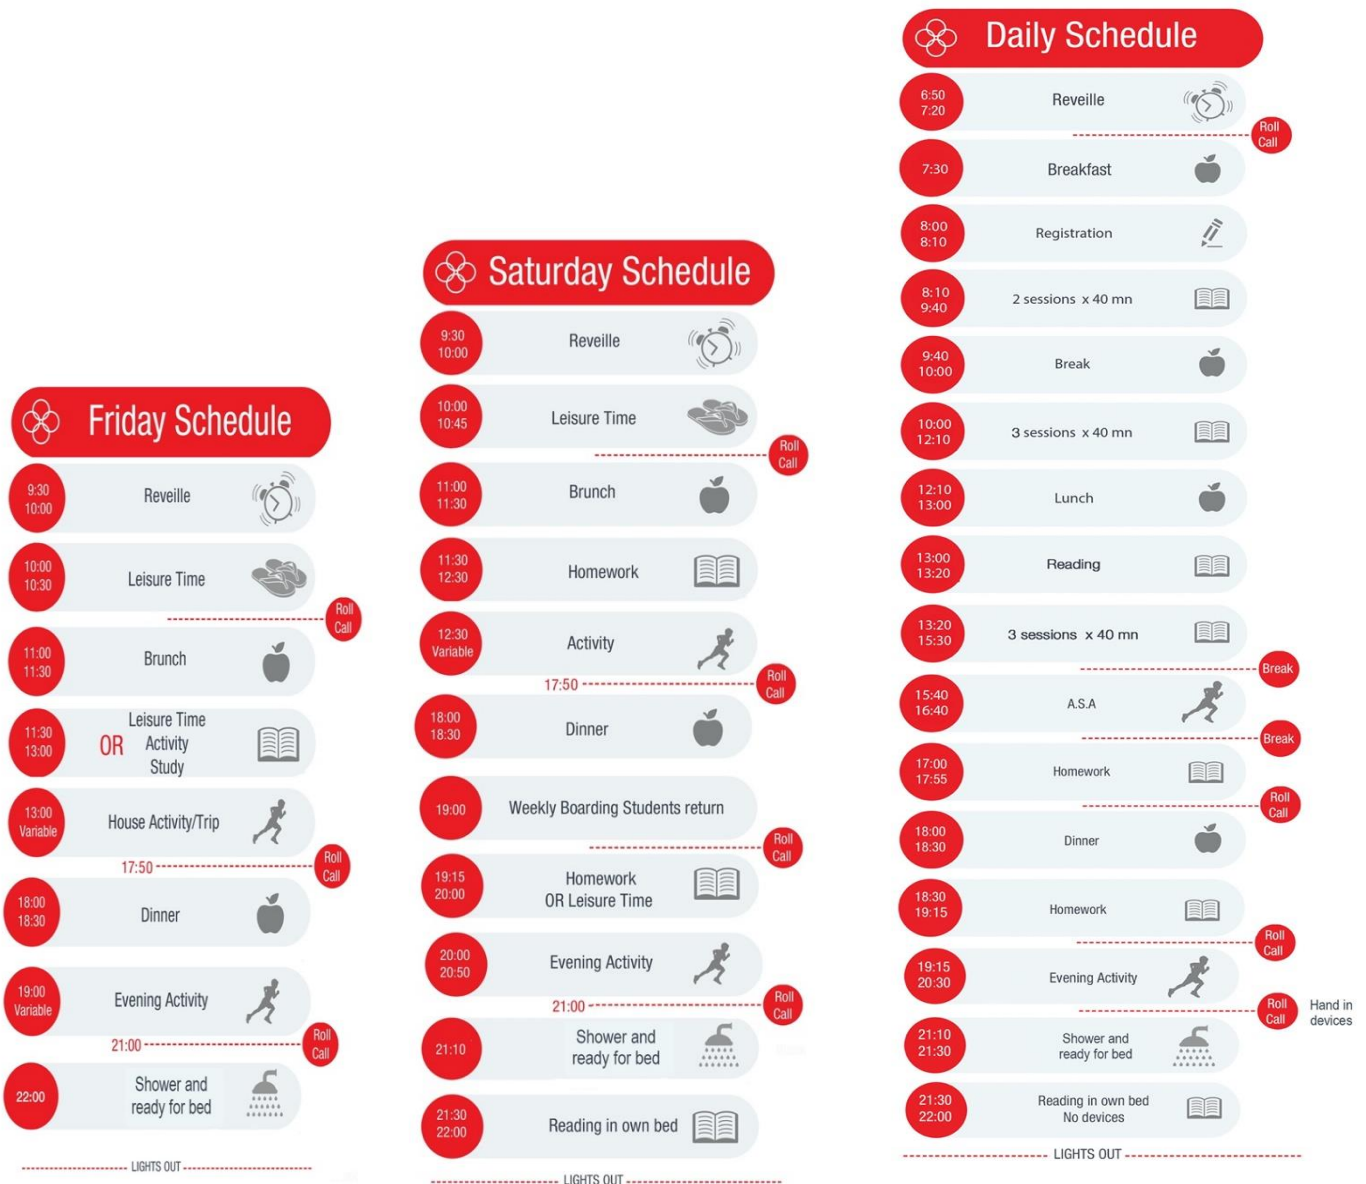 Friday Schedule
9:30
10:00
Reveille
10:00
10:30
Leisure Time
Roll
Call
11:00
11:30
Brunch
11:30
13:00
OR
Leisure Time
Activity
Study
13:00
Variable
House Activity/Trip
17:50
Roll
Call
18:00
18:30
Dinner
19:00
Variable
Evening Activity
21:00
Roll
Call
22:00
Shower and
ready for bed
LIGHTS OUT
Saturday Schedule
9:30
10:00
Reveille
10:00
10:45
Leisure Time
Roll
Call
11:00
11:30
Brunch
11:30
12:30
Homework
12:30
Variable
Activity
17:50
Roll
Call
18:00
18:30
Dinner
19:00
Weekly Boarding Students return
Roll
Call
19:15
20:00
Homework
OR Leisure Time
20:00
20:50
Evening Activity
21:00
Roll
Call
21:10
Shower and
ready for bed
21:30
22:00
Reading in own bed
LIGHTS OUT
Daily Schedule
6:50
7:20
Reveille
Roll
Call
7:30
Breakfast
8:00
8:10
Registration
8:10
9:40
2 sessions x 40 mn
9:40
10:00
Break
10:00
12:10
3 sessions x 40 mn
12:10
13:00
Lunch
13:00
13:20
Reading
13:20
15:30
3 sessions x 40 mn
Break
15:40
16:40
A.S.A
Break
17:00
17:55
Homework
Roll
Call
18:00
18:30
Dinner
18:30
19:15
Homework
Roll
Call
19:15
20:30
Evening Activity
Roll
Call
Hand in
devices
21:10
21:30
Shower and
ready for bed
21:30
22:00
Reading in own bed
No devices
LIGHTS OUT